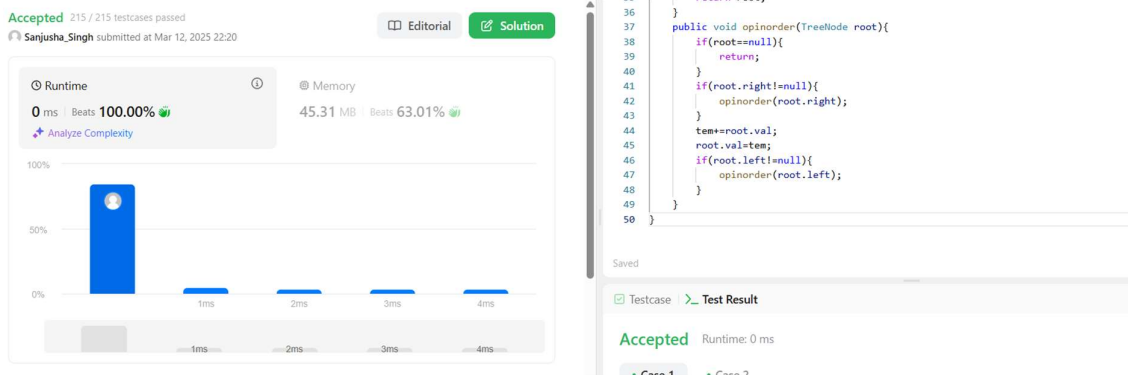 Accepted 215 / 215 testcases passed
Sanjusha_Singh submitted at Mar 12, 2025 22:20
Editorial
Solution
Runtime
0 ms | Beats 100.00%
Analyze Complexity
Memory
45.31 MB | Beats 63.01%
100%
50%
0%
1ms 2ms 3ms 4ms
1ms 2ms 3ms 4ms
36 }
37 public void opinorder(TreeNode root){
38 if(root==null){
39 return;
40 }
41 if(root.right!=null){
42 opinorder(root.right);
43 }
44 tem+=root.val;
45 root.val=tem;
46 if(root.left!=null){
47 opinorder(root.left);
48 }
49 }
50 }
Saved
Testcase | >_ Test Result
Accepted Runtime: 0 ms
Case 1 Case 2